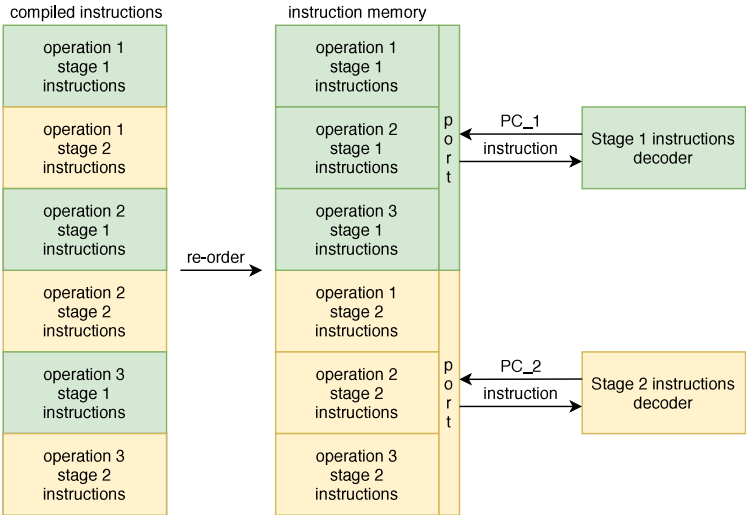 compiled instructions
operation 1
stage 1
instructions
operation 1
stage 2
instructions
operation 2
stage 1
instructions
operation 2
stage 2
instructions
operation 3
stage 1
instructions
operation 3
stage 2
instructions
re-order
instruction memory
operation 1
stage 1
instructions
operation 2
stage 1
instructions
operation 3
stage 1
instructions
operation 1
stage 2
instructions
operation 2
stage 2
instructions
operation 3
stage 2
instructions
p
o
r
t
p
o
r
t
PC_1
instruction
Stage 1 instructions
decoder
PC_2
instruction
Stage 2 instructions
decoder